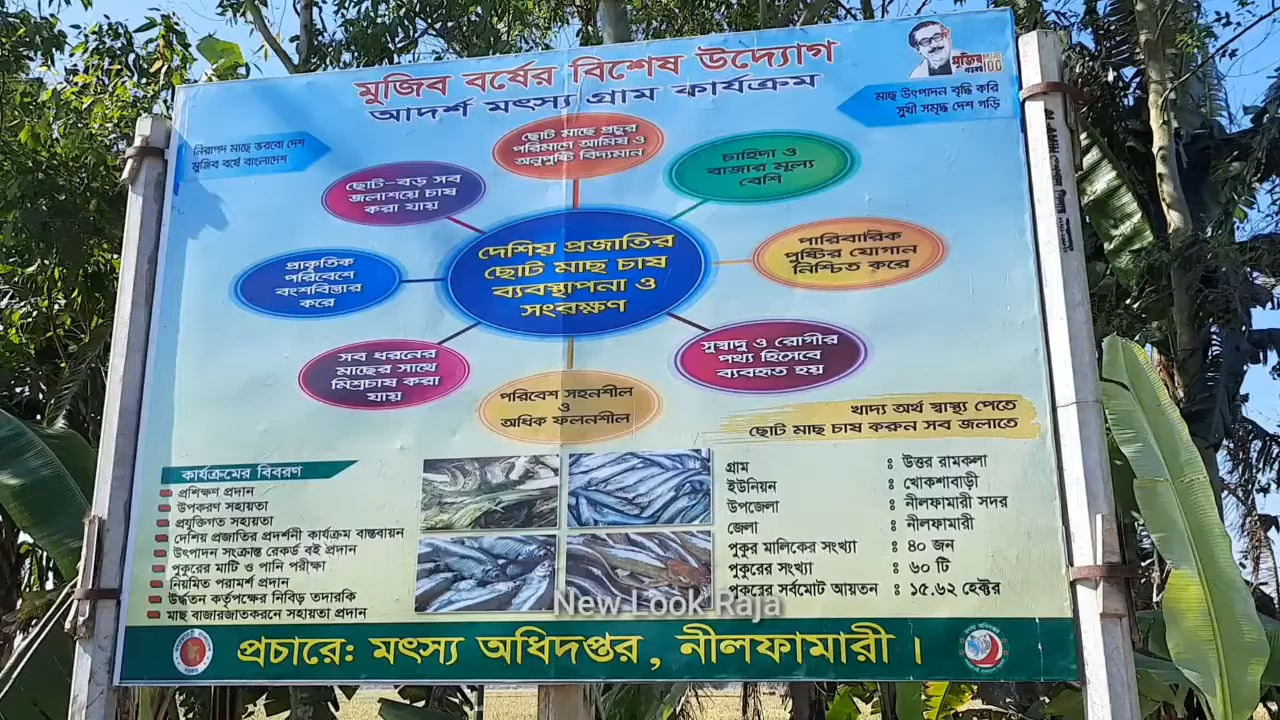 মুজিব বর্ষের বিশেষ উদ্যোগ
আদর্শ মৎস্য গ্রাম কার্যক্রম
মুজিব
শতবর্ষ 100
মাছ উৎপাদন বৃদ্ধি করি
সুখী সমৃদ্ধ দেশ গড়ি
নিরাপদ মাছে ভরবো দেশ
মুজিব বর্ষে বাংলাদেশ
ছোট মাছে প্রচুর
পরিমাণে আমিষ ও
অনুপুষ্টি বিদ্যমান
চাহিদা ও
বাজার মূল্য
বেশি
ছোট-বড় সব
জলাশয়ে চাষ
করা যায়
দেশিয় প্রজাতির
ছোট মাছ চাষ
ব্যবস্থাপনা ও
সংরক্ষণ
পারিবারিক
পুষ্টির যোগান
নিশ্চিত করে
প্রাকৃতিক
পরিবেশে
বংশবিস্তার
করে
সুস্বাদু ও রোগীর
পথ্য হিসেবে
ব্যবহৃত হয়
সব ধরনের
মাছের সাথে
মিশ্রচাষ করা
যায়
পরিবেশ সহনশীল
ও
অধিক ফলনশীল
খাদ্য অর্থ স্বাস্থ্য পেতে
ছোট মাছ চাষ করুন সব জলাতে
কার্যক্রমের বিবরণ
প্রশিক্ষণ প্রদান
উপকরণ সহায়তা
প্রযুক্তিগত সহায়তা
দেশিয় প্রজাতির প্রদর্শনী কার্যক্রম বাস্তবায়ন
উৎপাদন সংক্রান্ত রেকর্ড বই প্রদান
পুকুরের মাটি ও পানি পরীক্ষা
নিয়মিত পরামর্শ প্রদান
উর্দ্ধতন কর্তৃপক্ষের নিবিড় তদারকি
মাছ বাজারজাতকরনে সহায়তা প্রদান
গ্রাম : উত্তর রামকলা
ইউনিয়ন : খোকশাবাড়ী
উপজেলা : নীলফামারী সদর
জেলা : নীলফামারী
পুকুর মালিকের সংখ্যা : ৪০ জন
পুকুরের সংখ্যা : ৬০ টি
পুকুরের সর্বমোট আয়তন : ১৫.৬২ হেক্টর
New Look Raja
প্রচারে: মৎস্য অধিদপ্তর, নীলফামারী।